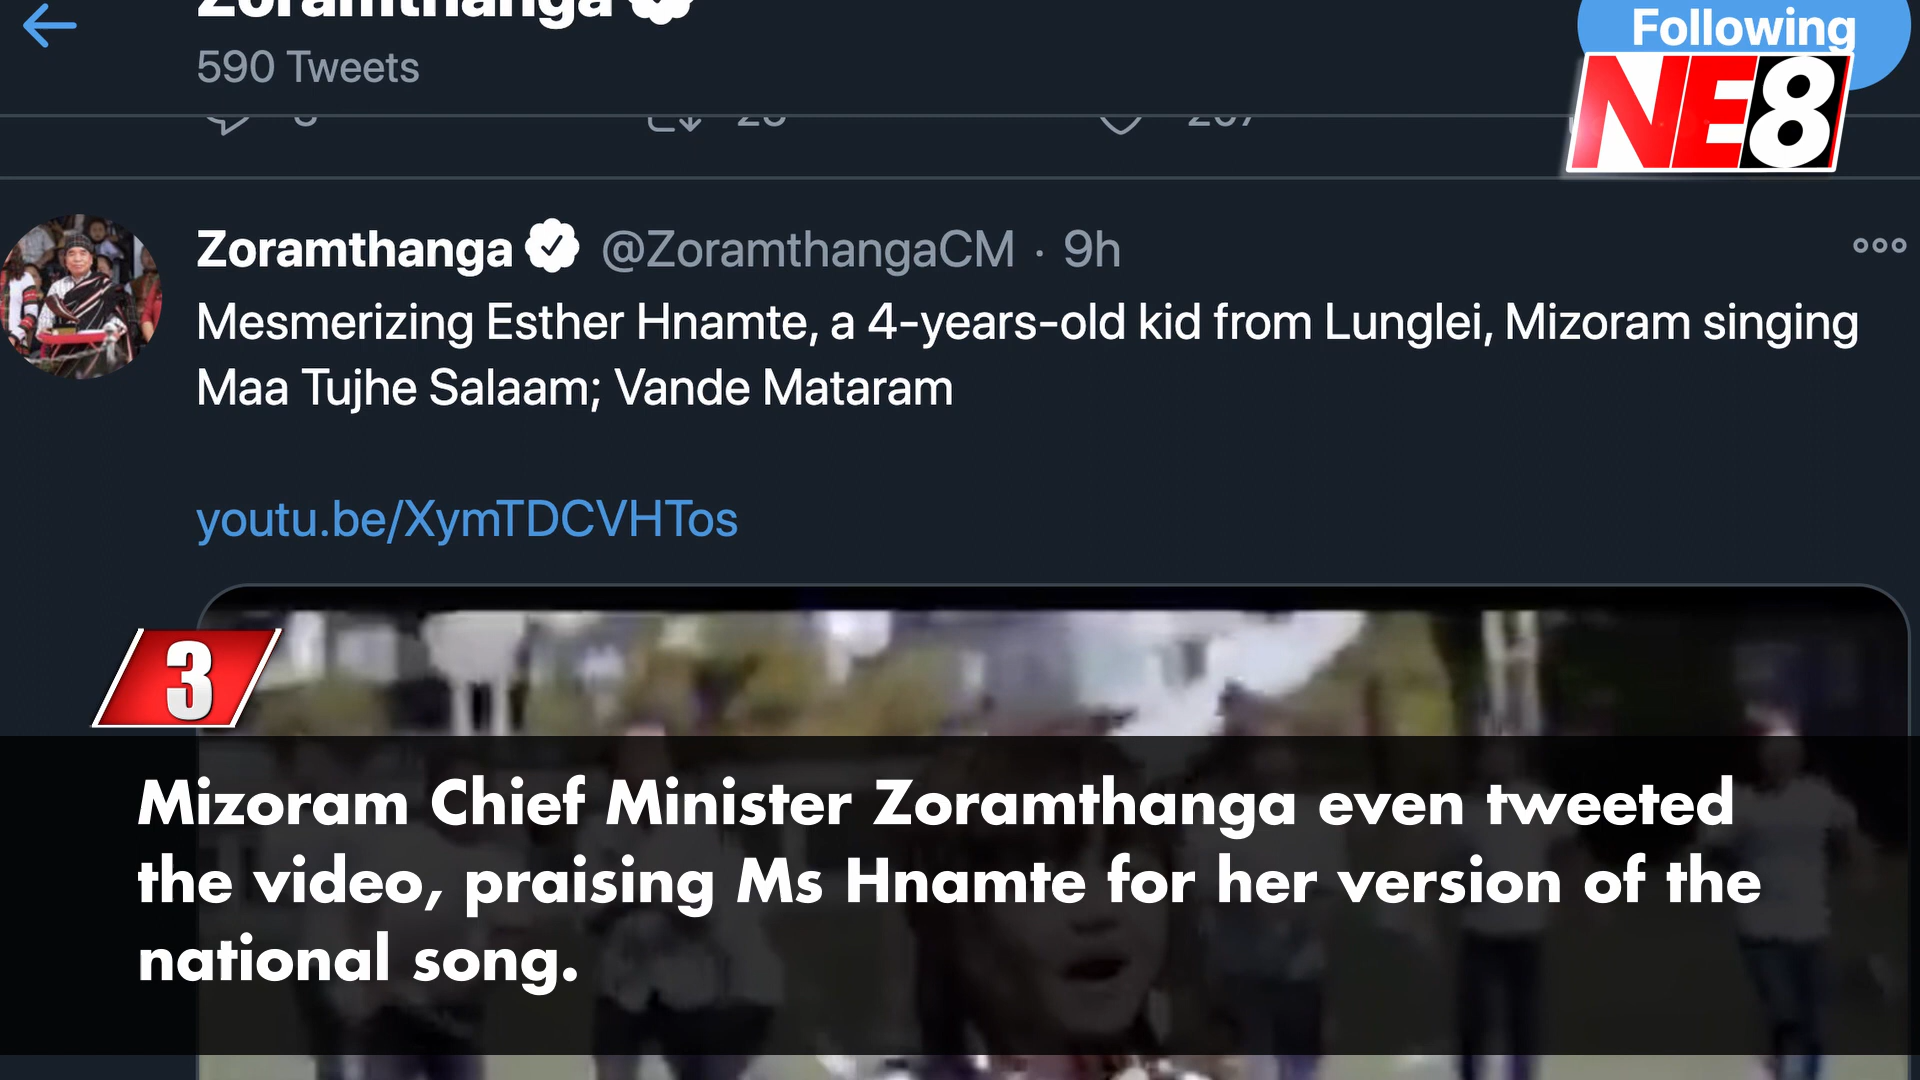 Zoramthanga
590 Tweets
Following
NE8
Zoramthanga @ZoramthangaCM · 9h
Mesmerizing Esther Hnamte, a 4-years-old kid from Lunglei, Mizoram singing
Maa Tujhe Salaam; Vande Mataram
youtu.be/XymTDCVHTos
3
Mizoram Chief Minister Zoramthanga even tweeted
the video, praising Ms Hnamte for her version of the
national song.